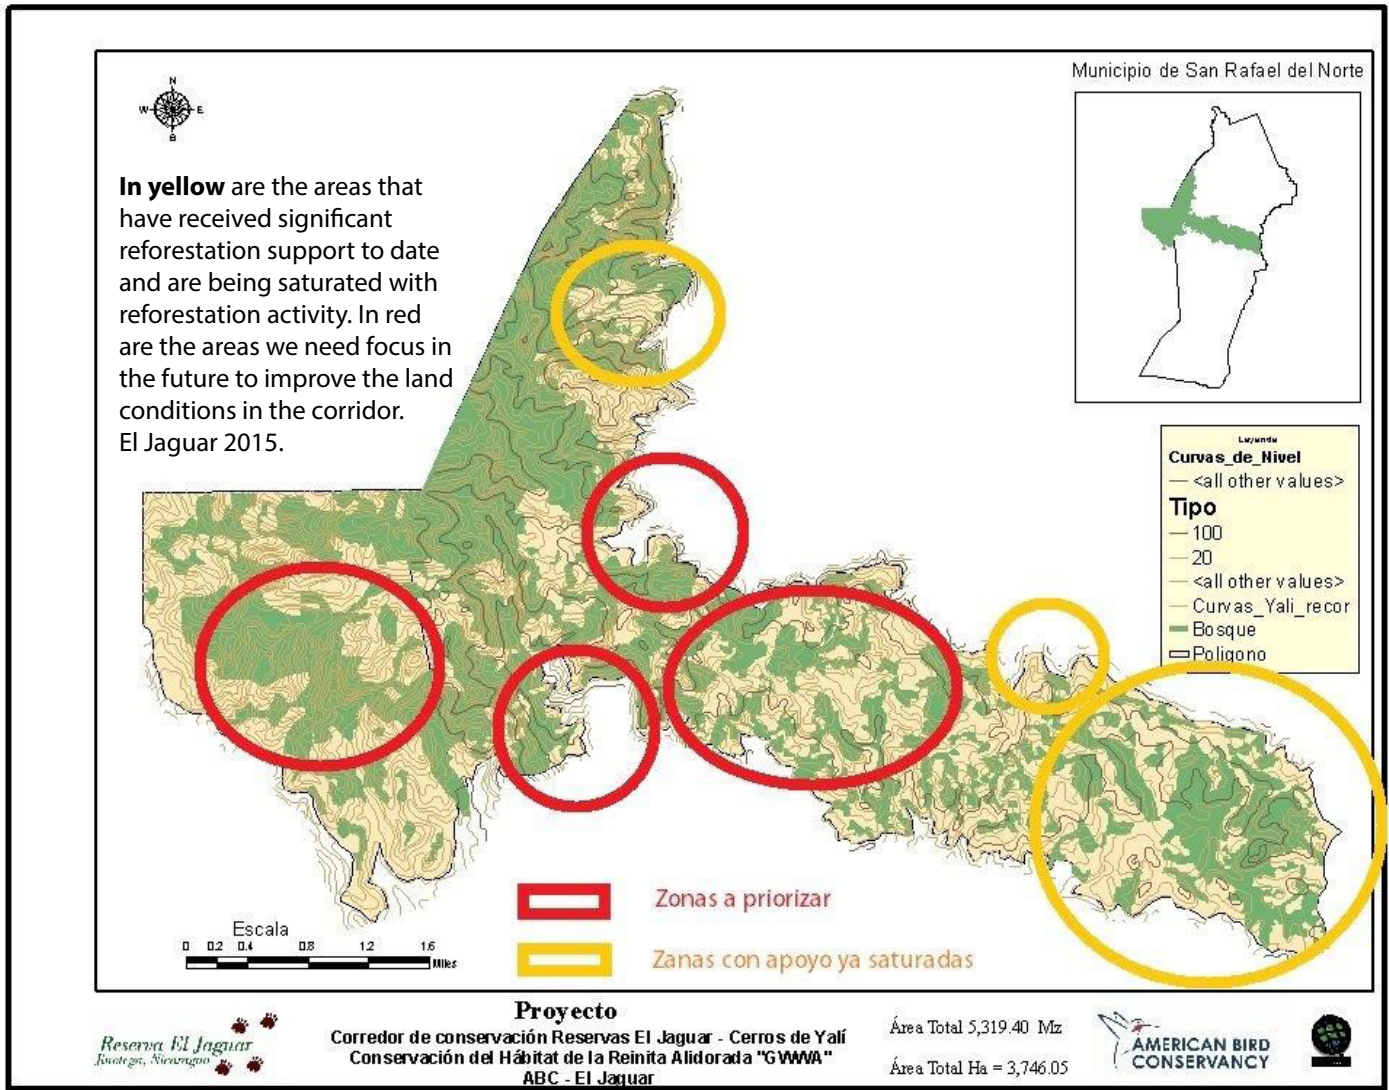 Municipio de San Rafael del Norte
N
W
E
S
In yellow are the areas that
have received significant
reforestation support to date
and are being saturated with
reforestation activity. In red
are the areas we need focus in
the future to improve the land
conditions in the corridor.
El Jaguar 2015.
Leyenda
Curvas_de_Nivel
<all other values>
Tipo
100
20
<all other values>
Curvas_Yali_recor
Bosque
Poligono
Zonas a priorizar
Zanas con apoyo ya saturadas
Escala
0 0.2 0.4 0.8 1.2 1.6
Miles
Reserva El Jaguar
Jinotega, Nicaragua
Proyecto
Corredor de conservación Reservas El Jaguar - Cerros de Yalí
Conservación del Hábitat de la Reinita Alidorada "GWWA"
ABC - El Jaguar
Área Total 5,319.40 Mz
Área Total Ha = 3,746.05
AMERICAN BIRD
CONSERVANCY